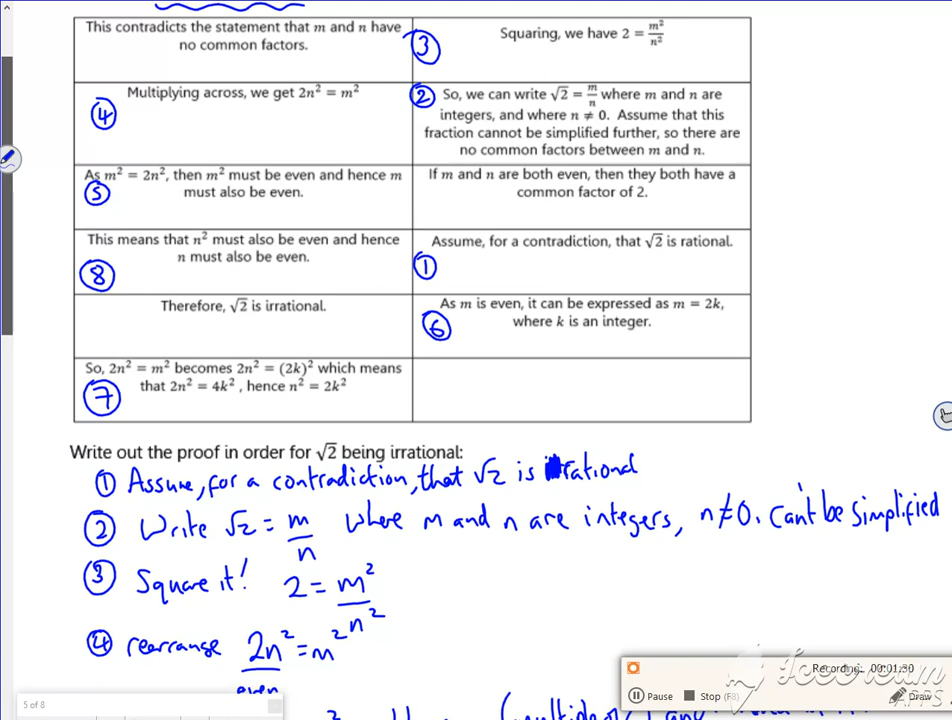 This contradicts the statement that m and n have
no common factors.
③
Squaring, we have 2 = m²/n²
Multiplying across, we get 2n² = m²
④
② So, we can write √2 = m/n where m and n are
integers, and where n ≠ 0. Assume that this
fraction cannot be simplified further, so there are
no common factors between m and n.
As m² = 2n², then m² must be even and hence m
must also be even.
⑤
If m and n are both even, then they both have a
common factor of 2.
This means that n² must also be even and hence
n must also be even.
⑧
Assume, for a contradiction, that √2 is rational.
①
Therefore, √2 is irrational.
As m is even, it can be expressed as m = 2k,
where k is an integer.
⑥
So, 2n² = m² becomes 2n² = (2k)² which means
that 2n² = 4k² , hence n² = 2k²
⑦
Write out the proof in order for √2 being irrational:
① Assume, for a contradiction, that √2 is rational
② Write √2 = m/n where m and n are integers, n≠0. Can't be simplified
③ Square it! 2 = m²/n²
④ rearrange 2n² = m²
even
Recording: 00:01:30
Pause Stop (F8) Draw
Icecream
APPS
5 of 8